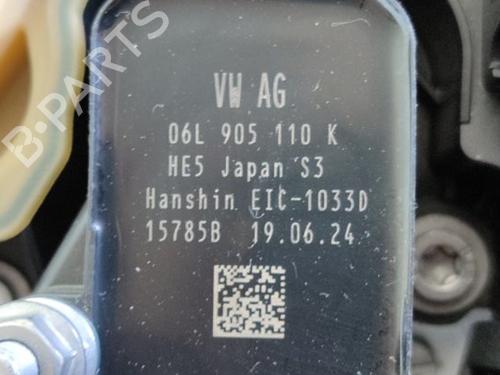 VW AG
06L 905 110 K
HE5 Japan S3
Hanshin EIC-1033D
15785B 19.06.24
B-PARTS